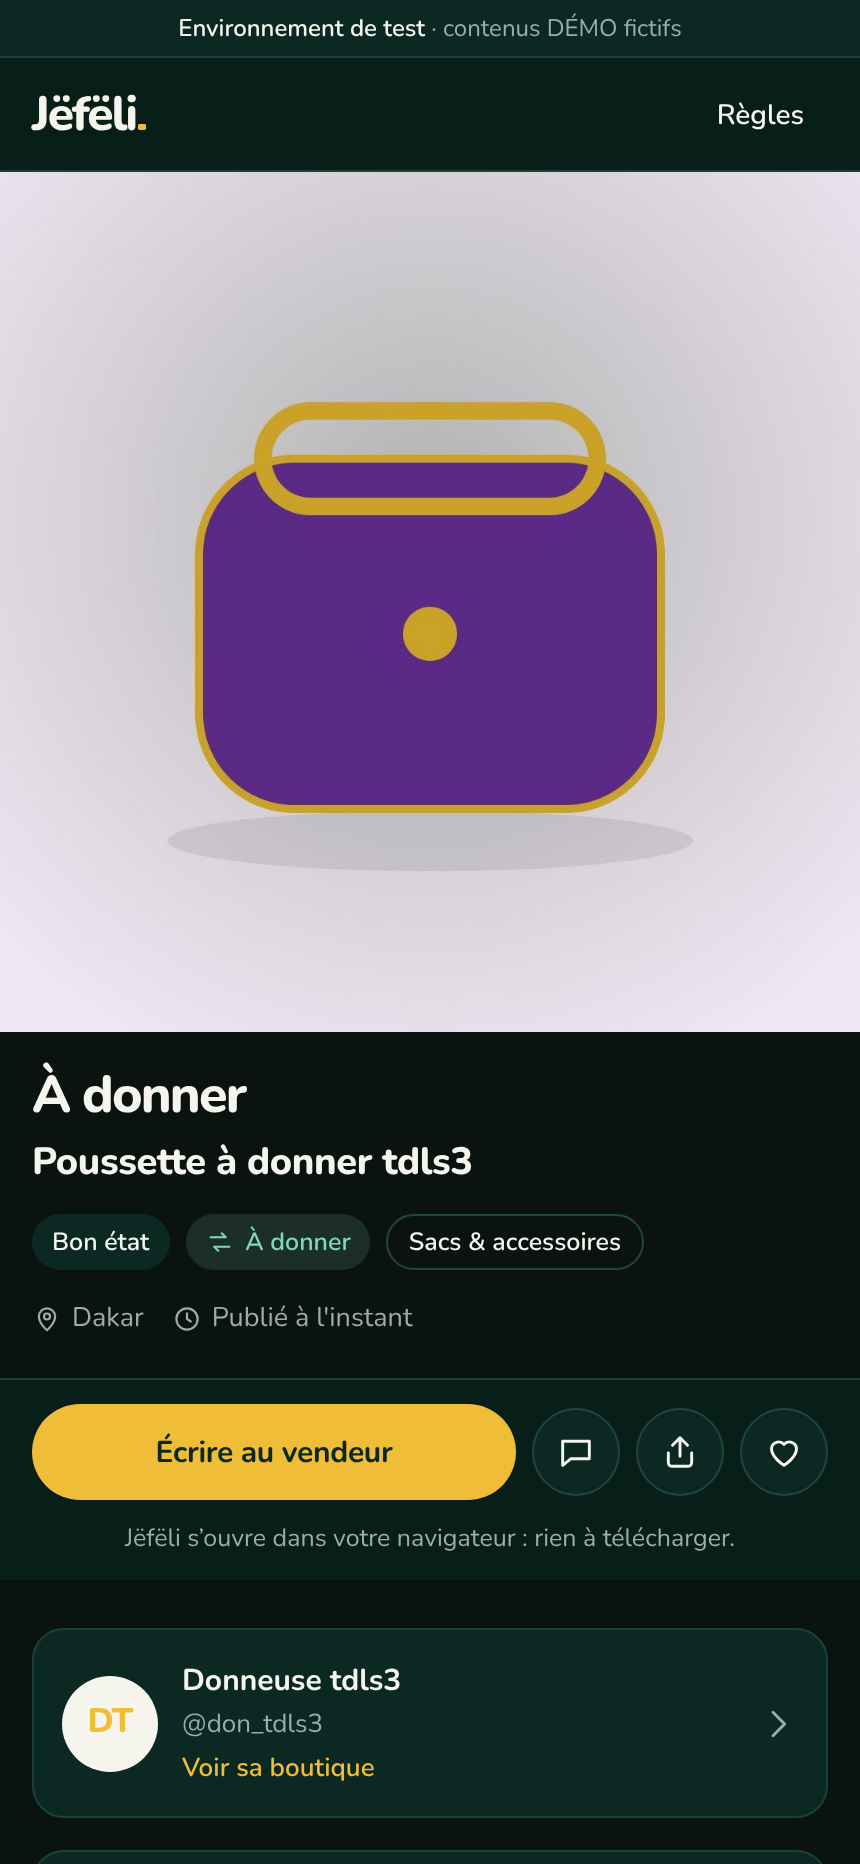 Environnement de test · contenus DÉMO fictifs
Jëfëli.
Règles
À donner
Poussette à donner tdls3
Bon état
À donner
Sacs & accessoires
Dakar
Publié à l'instant
Écrire au vendeur
Jëfëli s’ouvre dans votre navigateur : rien à télécharger.
DT
Donneuse tdls3
@don_tdls3
Voir sa boutique